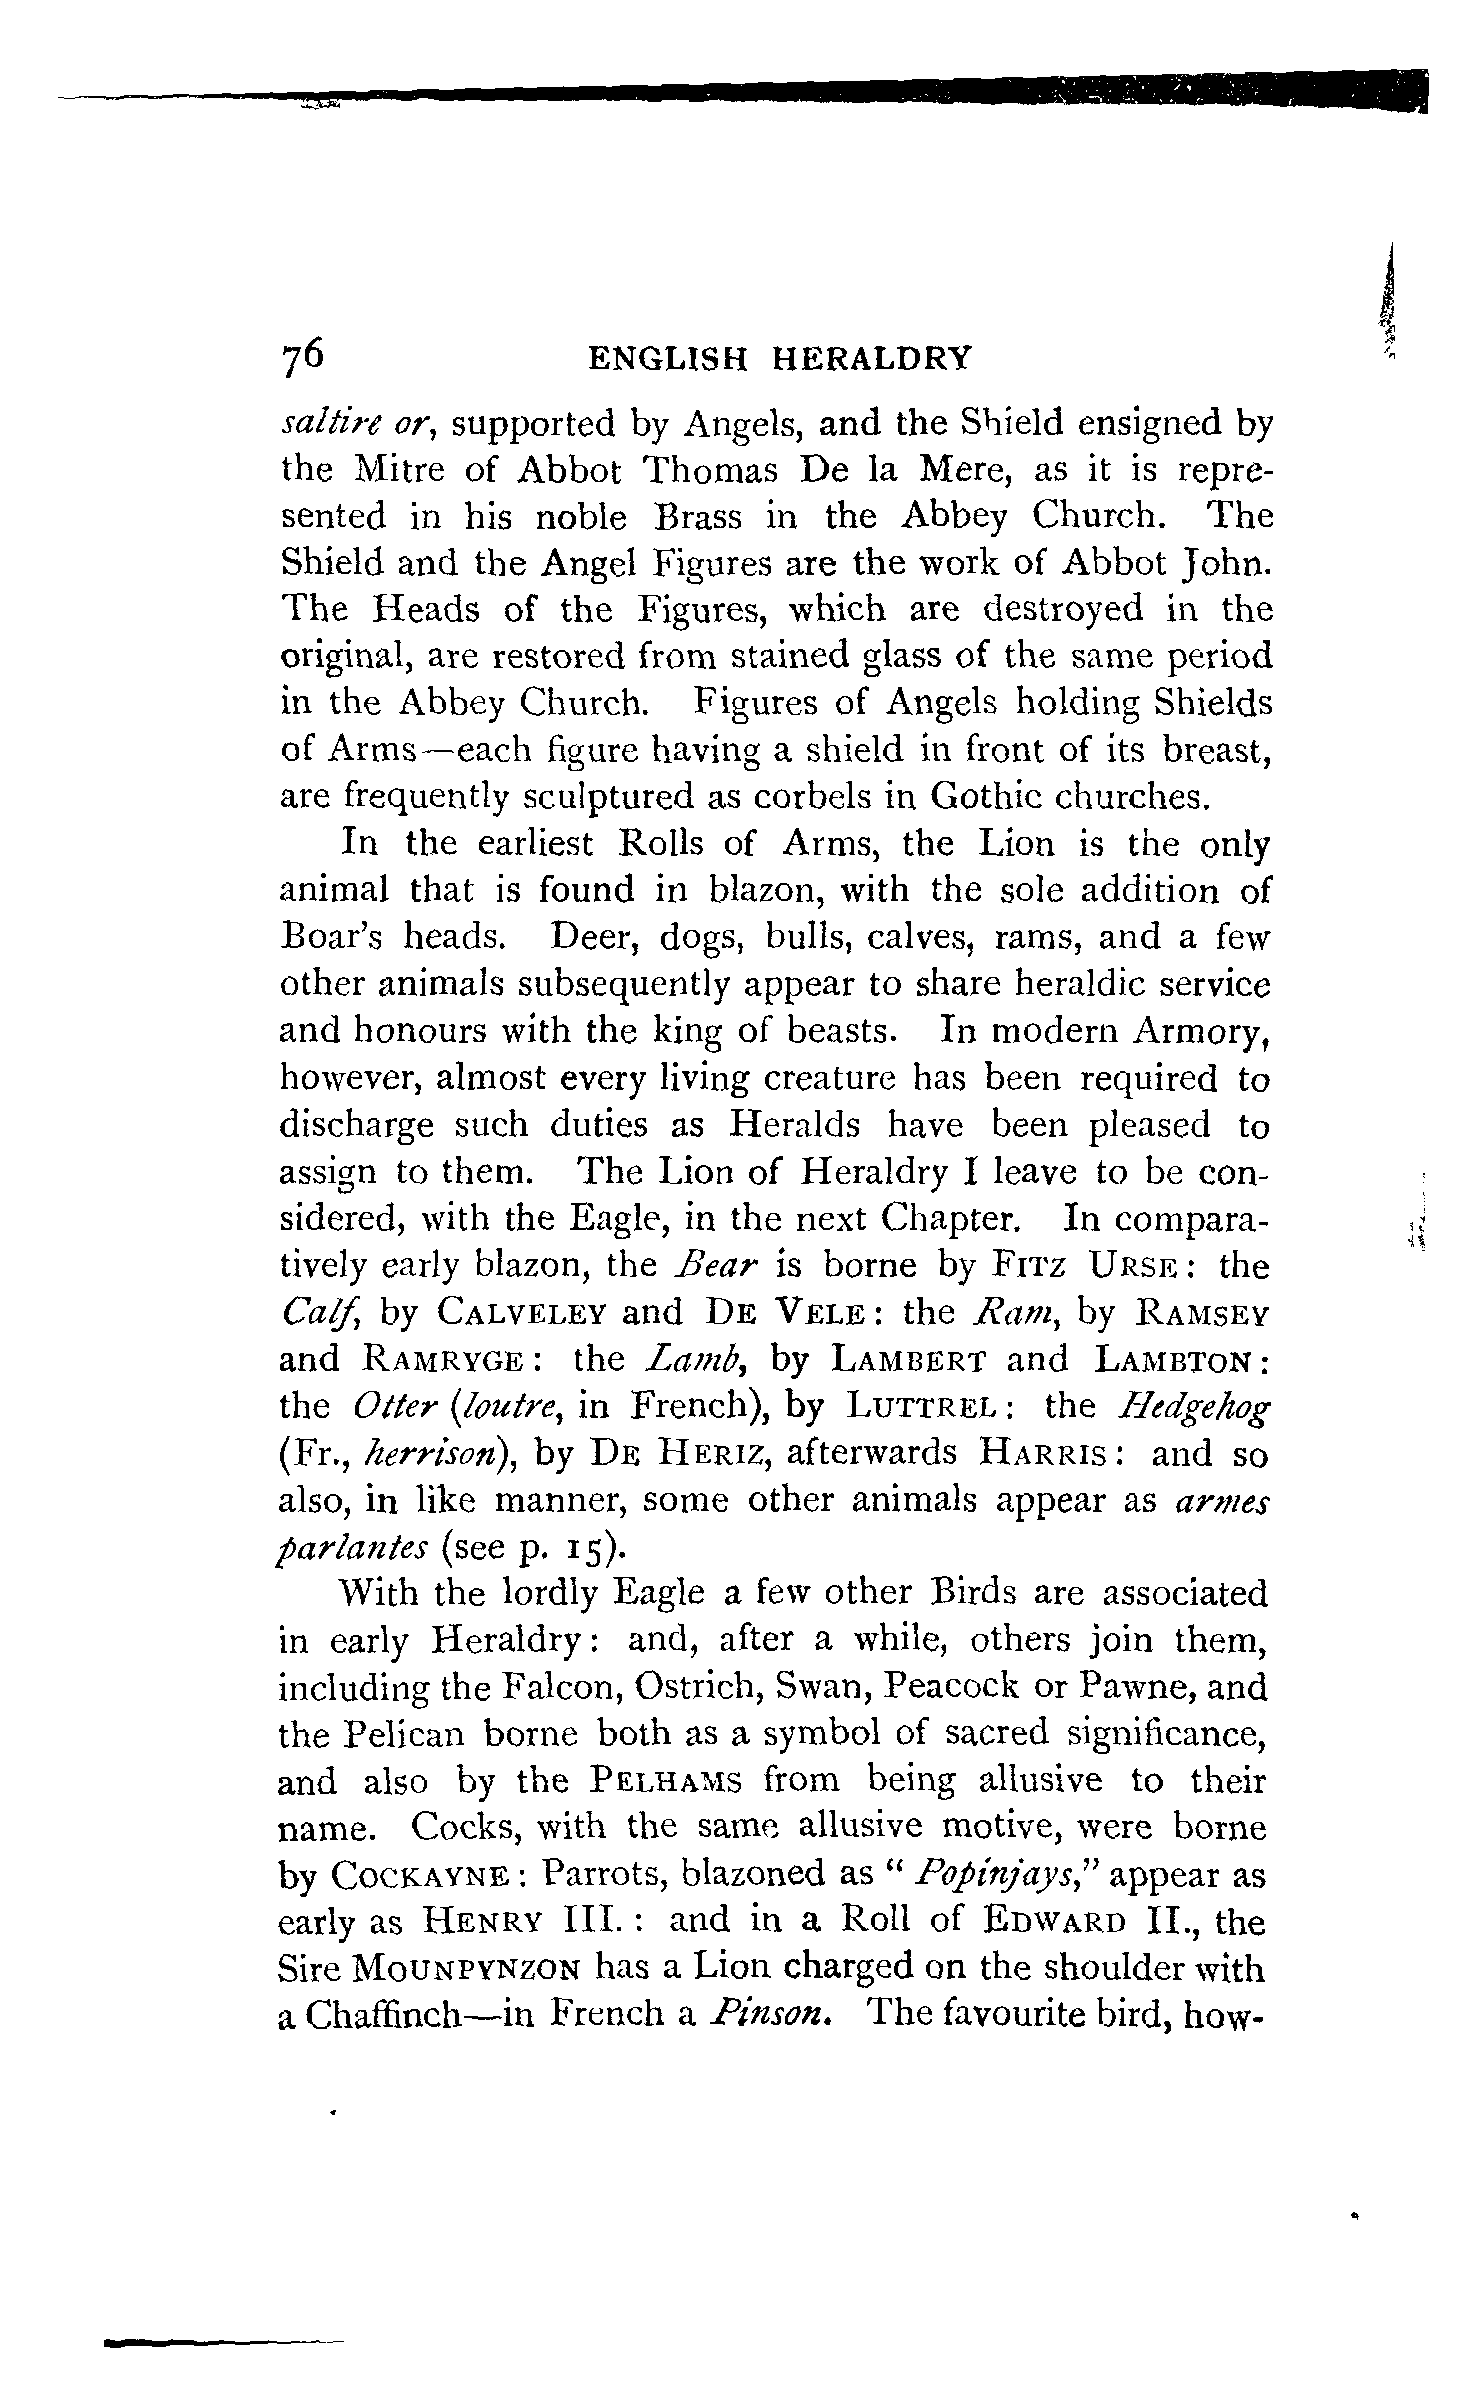 76 ENGLISH HERALDRY
saltire or, supported by Angels, and the Shield ensigned by
the Mitre of Abbot Thomas De la Mere, as it is repre-
sented in his noble Brass in the Abbey Church. The
Shield and the Angel Figures are the work of Abbot John.
The Heads of the Figures, which are destroyed in the
original, are restored from stained glass of the same period
in the Abbey Church. Figures of Angels holding Shields
of Arms—each figure having a shield in front of its breast,
are frequently sculptured as corbels in Gothic churches.
In the earliest Rolls of Arms, the Lion is the only
animal that is found in blazon, with the sole addition of
Boar's heads. Deer, dogs, bulls, calves, rams, and a few
other animals subsequently appear to share heraldic service
and honours with the king of beasts. In modern Armory,
however, almost every living creature has been required to
discharge such duties as Heralds have been pleased to
assign to them. The Lion of Heraldry I leave to be con-
sidered, with the Eagle, in the next Chapter. In compara-
tively early blazon, the Bear is borne by FITZ URSE: the
Calf, by CALVELEY and DE VELE: the Ram, by RAMSEY
and RAMRYGE: the Lamb, by LAMBERT and LAMBTON:
the Otter (loutre, in French), by LUTTREL: the Hedgehog
(Fr., herrison), by DE HERIZ, afterwards HARRIS: and so
also, in like manner, some other animals appear as armes
parlantes (see p. 15).
With the lordly Eagle a few other Birds are associated
in early Heraldry: and, after a while, others join them,
including the Falcon, Ostrich, Swan, Peacock or Pawne, and
the Pelican borne both as a symbol of sacred significance,
and also by the PELHAMS from being allusive to their
name. Cocks, with the same allusive motive, were borne
by COCKAYNE: Parrots, blazoned as "Popinjays," appear as
early as HENRY III.: and in a Roll of EDWARD II., the
Sire MOUNPYNZON has a Lion charged on the shoulder with
a Chaffinch—in French a Pinson. The favourite bird, how-